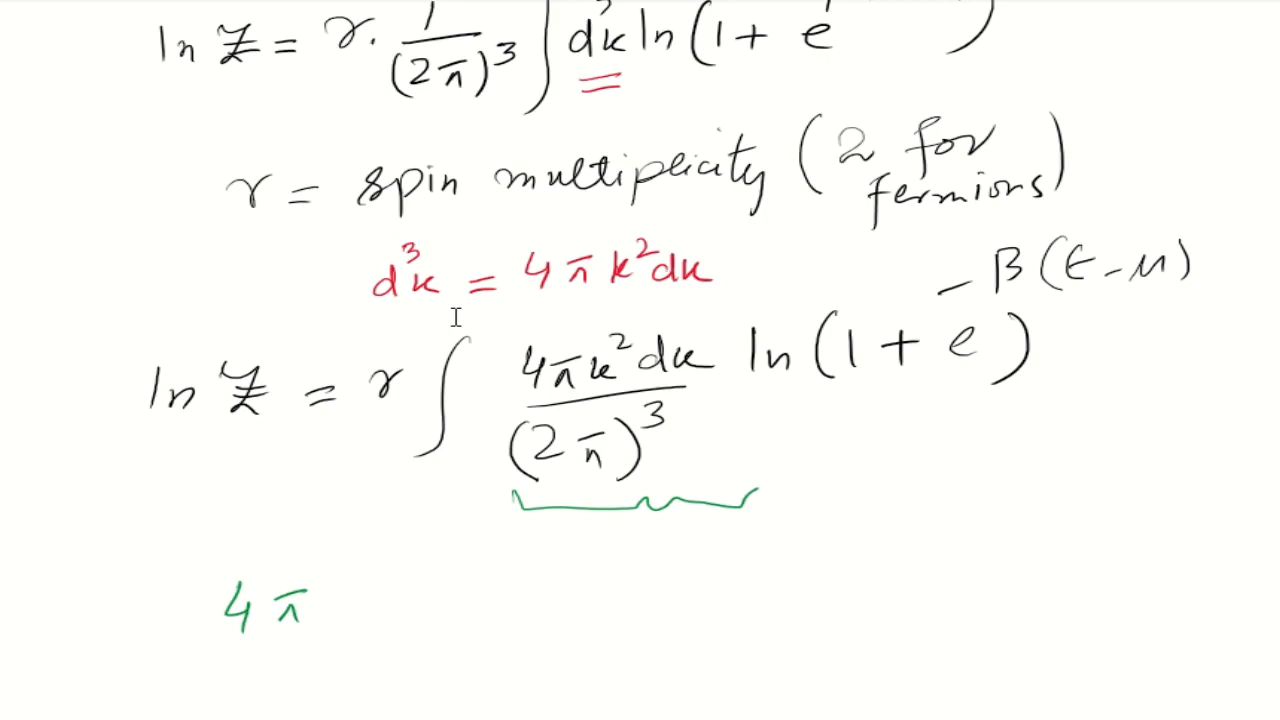 ln Z = γ. 1/(2π)³ ∫ d³k ln(1 + e )
γ = spin multiplicity (2 for fermions)
d³k = 4πk²dk
ln Z = γ ∫ 4πk²dk/(2π)³ ln(1 + e^(-β(ϵ-μ)))
4π